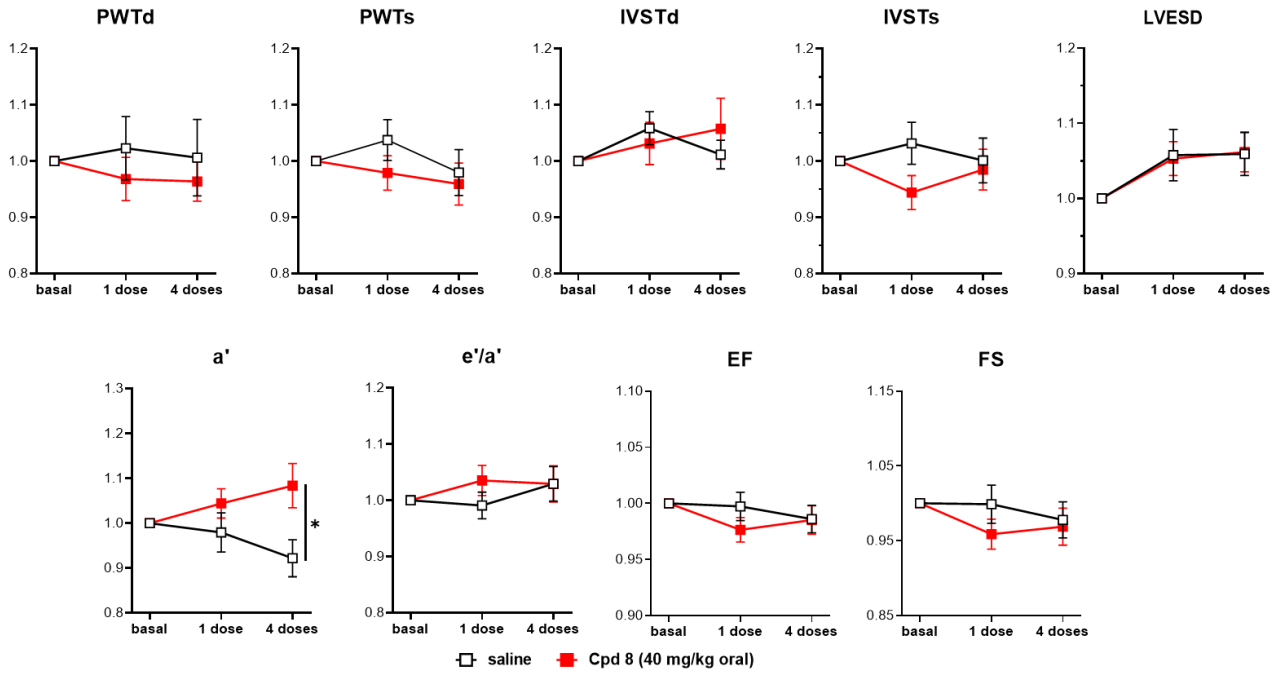 PWTd PWTs IVSTd IVSTs LVESD
1.2 1.2 1.2 1.2 1.2
1.1 1.1 1.1 1.1 1.1
1.0 1.0 1.0 1.0 1.0
0.9 0.9 0.9 0.9
0.8 0.8 0.8 0.8 0.9
basal 1 dose 4 doses basal 1 dose 4 doses basal 1 dose 4 doses basal 1 dose 4 doses basal 1 dose 4 doses
a' e'/a' EF FS
1.3 1.2 1.10 1.15
1.2
1.1 1.1 1.05 1.05
1.0 1.0 1.00
0.9 0.9 0.95 0.95
0.8 0.8 0.90 0.85
*
basal 1 dose 4 doses basal 1 dose 4 doses basal 1 dose 4 doses basal 1 dose 4 doses
saline Cpd 8 (40 mg/kg oral)